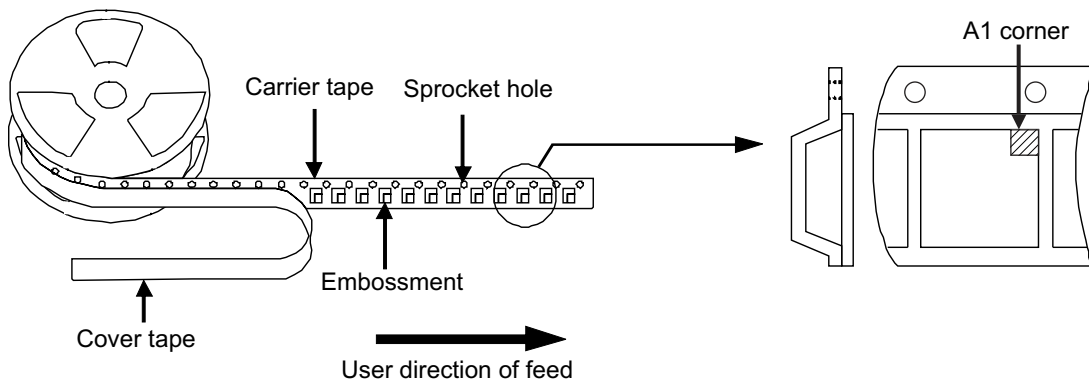 A1 corner
Carrier tape
Sprocket hole
Embossment
Cover tape
User direction of feed